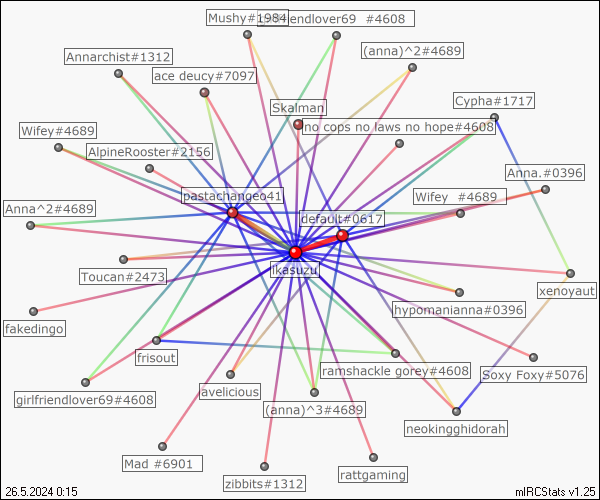 Mushy#1984
friendlover69 #4608
(anna)^2#4689
Annarchist#1312
ace deucy#7097
Cypha#1717
Skalman
no cops no laws no hope#4608
Wifey#4689
AlpineRooster#2156
Anna.#0396
pastachangeo41
Wifey #4689
Anna^2#4689
default#0617
ikasuzu
Toucan#2473
xenoyaut
hypomanianna#0396
fakedingo
frisout
ramshackle gorey#4608
Soxy Foxy#5076
avelicious
girlfriendlover69#4608
(anna)^3#4689
neokingghidorah
Mad #6901
zibbits#1312
rattgaming
26.5.2024 0:15
mIRCStats v1.25